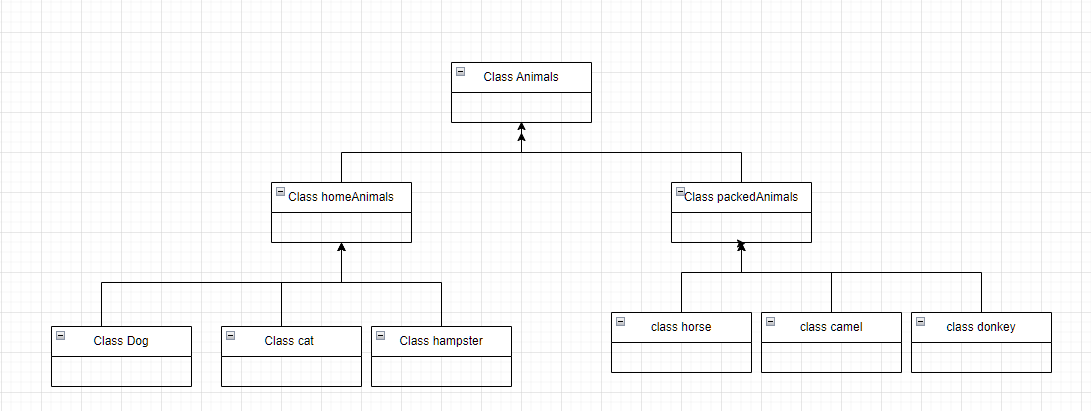 Class Animals
Class homeAnimals
Class packedAnimals
Class Dog
Class cat
Class hampster
class horse
class camel
class donkey